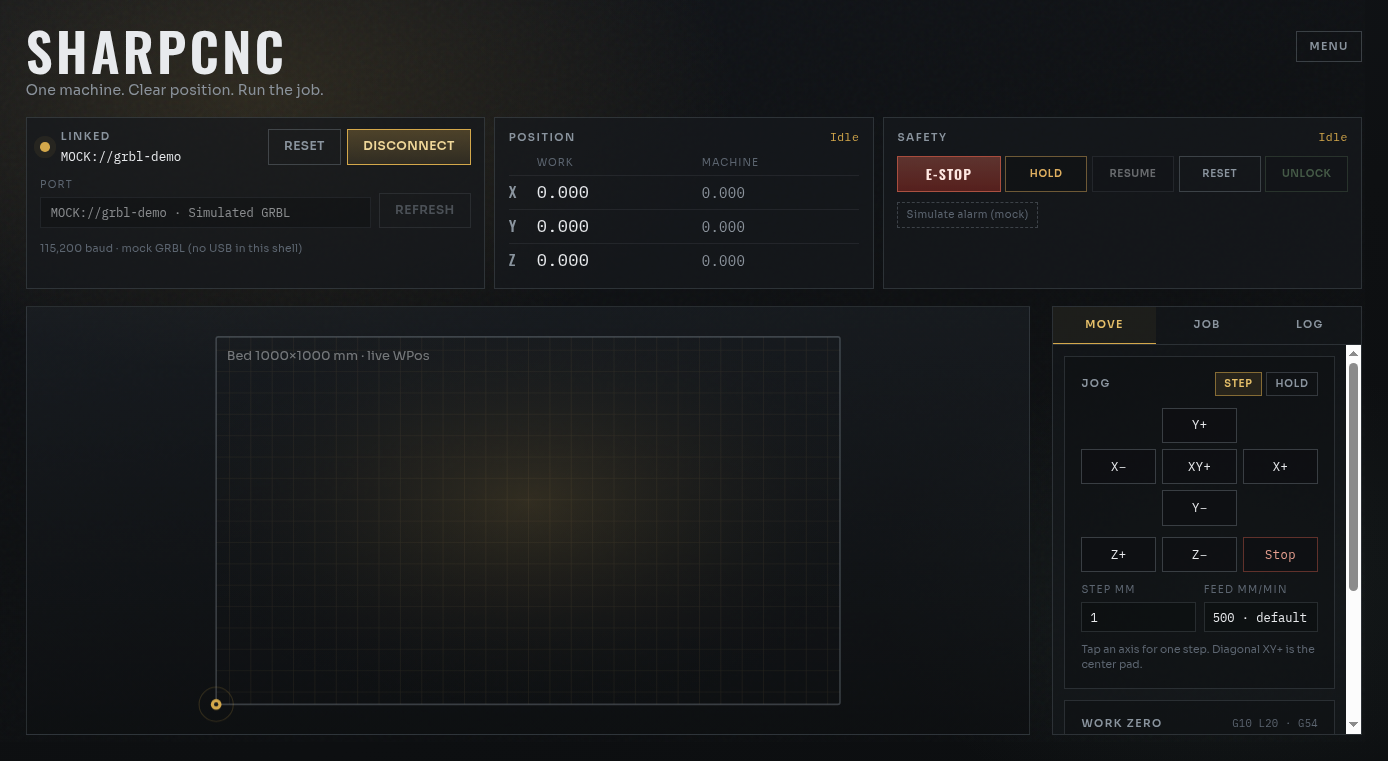 SHARPCNC
One machine. Clear position. Run the job.
MENU
LINKED
MOCK://grbl-demo
RESET
DISCONNECT
PORT
MOCK://grbl-demo · Simulated GRBL
REFRESH
115,200 baud · mock GRBL (no USB in this shell)
POSITION
Idle
WORK MACHINE
X 0.000 0.000
Y 0.000 0.000
Z 0.000 0.000
SAFETY
Idle
E-STOP
HOLD
RESUME
RESET
UNLOCK
Simulate alarm (mock)
Bed 1000×1000 mm · live WPos
MOVE
JOB
LOG
JOG
STEP
HOLD
Y+
X−
XY+
X+
Y−
Z+
Z−
Stop
STEP MM
FEED MM/MIN
1
500 · default
Tap an axis for one step. Diagonal XY+ is the
center pad.
WORK ZERO
G10 L20 · G54